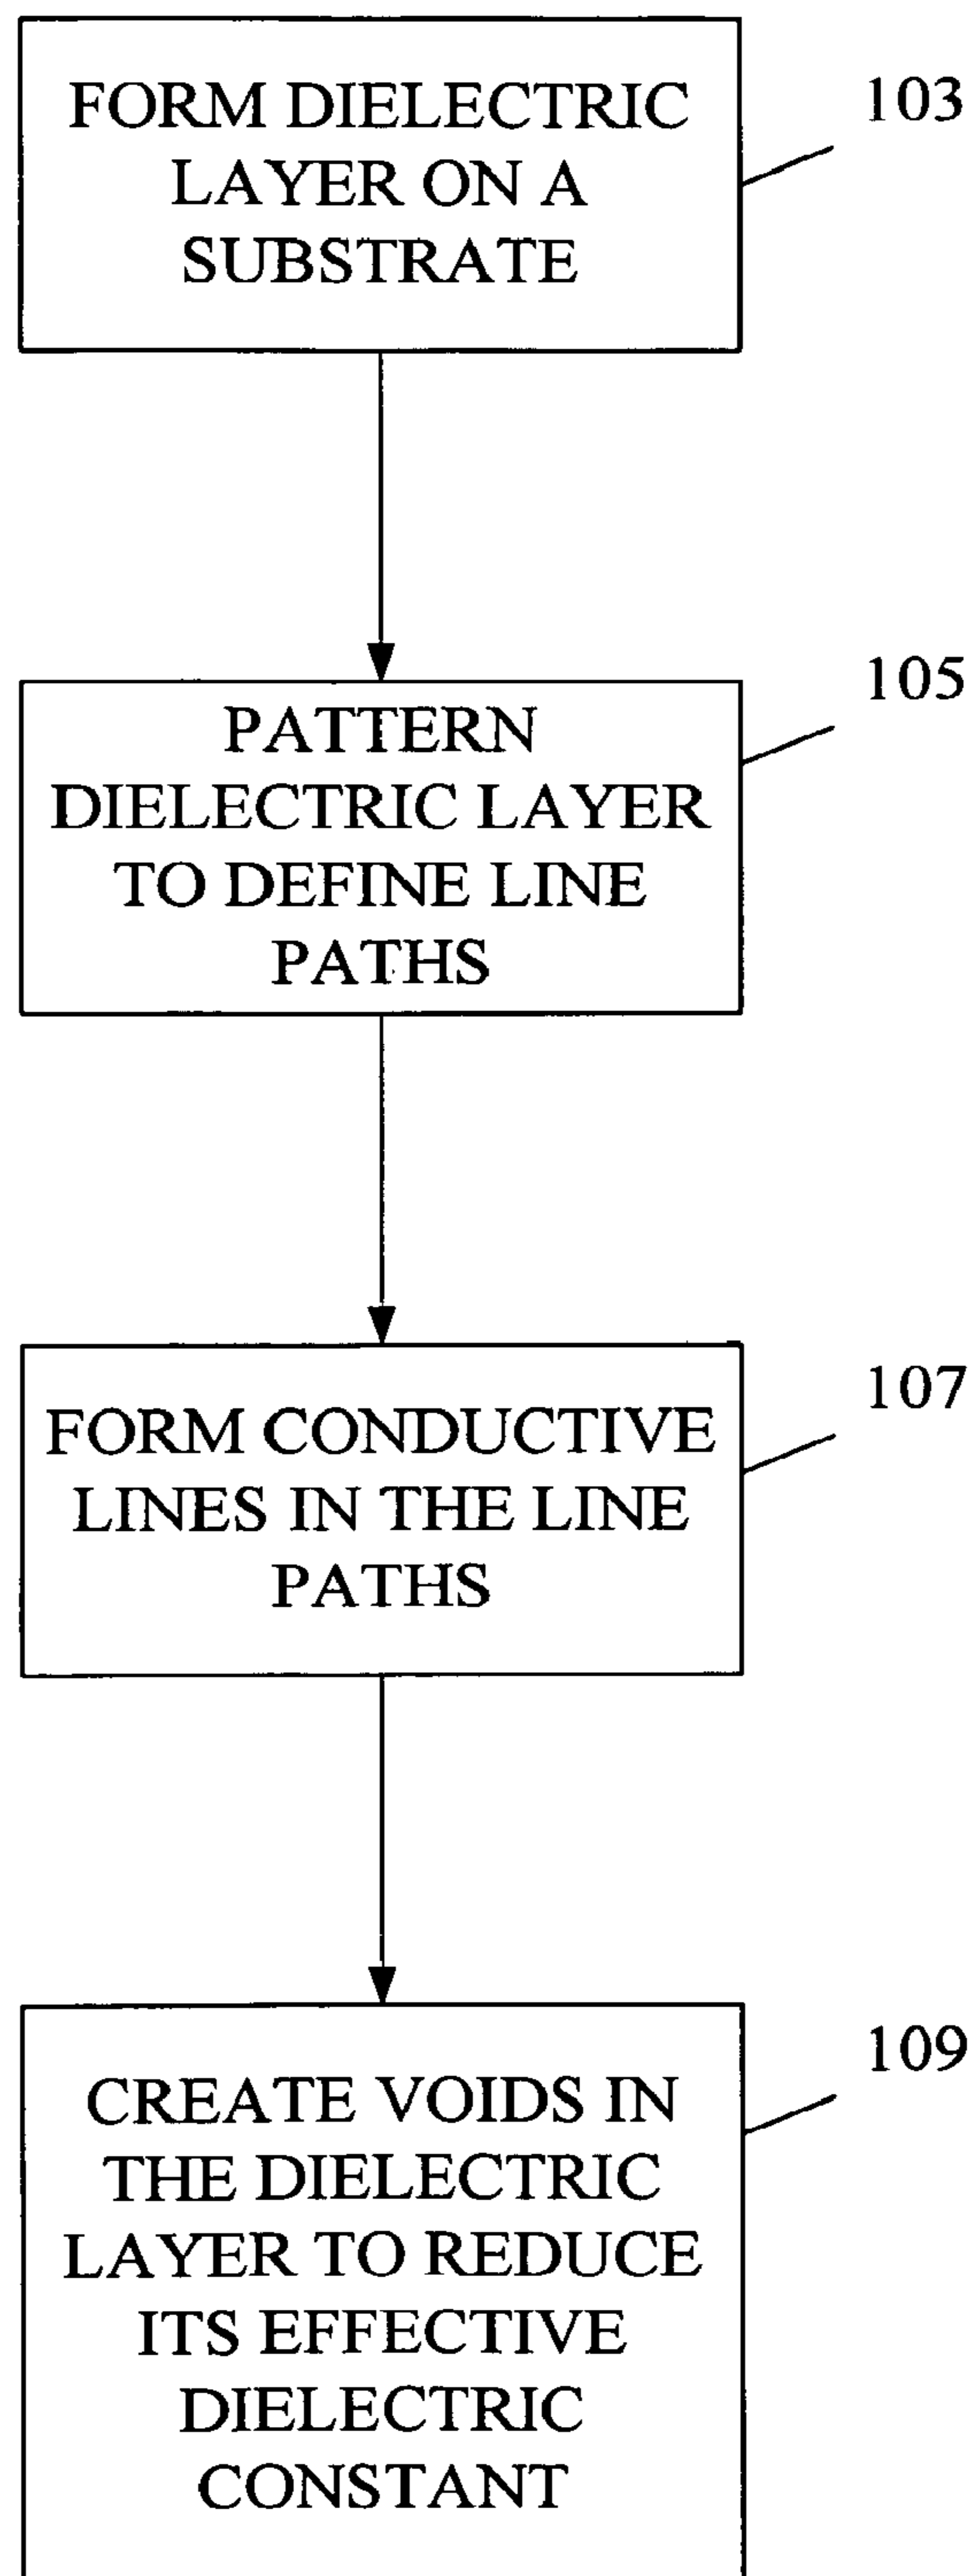 FORM DIELECTRIC
LAYER ON A
SUBSTRATE
103
PATTERN
DIELECTRIC LAYER
TO DEFINE LINE
PATHS
105
FORM CONDUCTIVE
LINES IN THE LINE
PATHS
107
CREATE VOIDS IN
THE DIELECTRIC
LAYER TO REDUCE
ITS EFFECTIVE
DIELECTRIC
CONSTANT
109